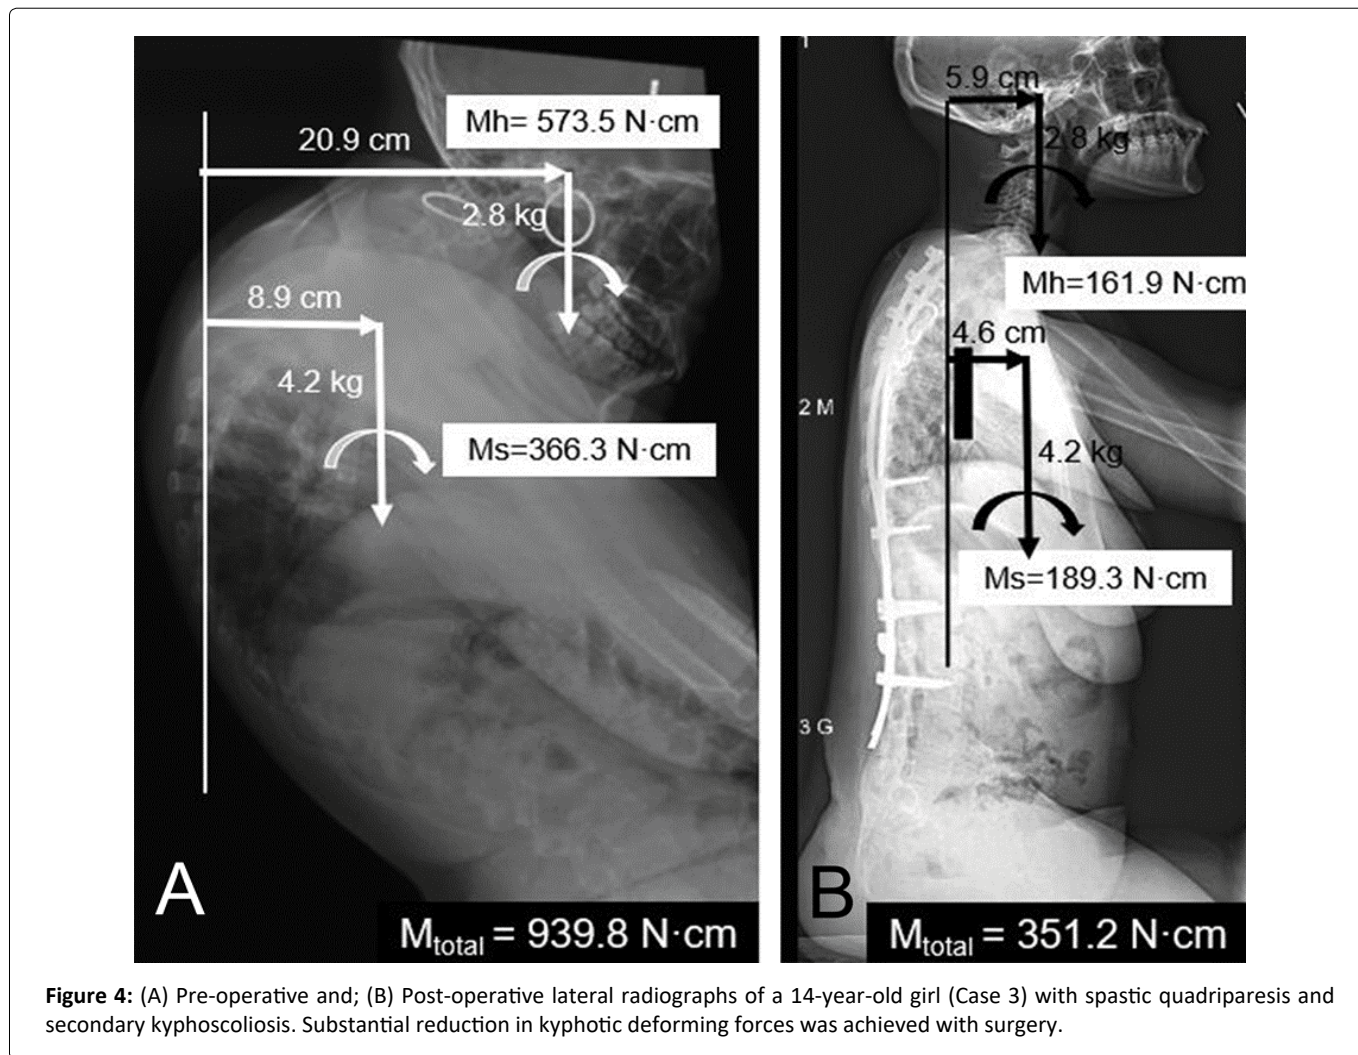 Mh= 573.5 N·cm
20.9 cm
2.8 kg
8.9 cm
4.2 kg
Ms=366.3 N·cm
A
Mtotal = 939.8 N·cm
5.9 cm
2.8 kg
Mh=161.9 N·cm
4.6 cm
2 M
4.2 kg
Ms=189.3 N·cm
3 G
B
Mtotal = 351.2 N·cm
Figure 4: (A) Pre-operative and; (B) Post-operative lateral radiographs of a 14-year-old girl (Case 3) with spastic quadriparesis and
secondary kyphoscoliosis. Substantial reduction in kyphotic deforming forces was achieved with surgery.